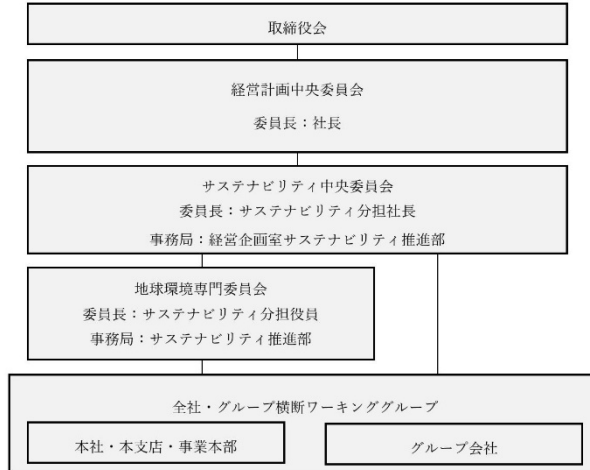 取締役会
経営計画中央委員会
委員長：社長
サステナビリティ中央委員会
委員長：サステナビリティ分担社長
事務局：経営企画室サステナビリティ推進部
地球環境専門委員会
委員長：サステナビリティ分担役員
事務局：サステナビリティ推進部
全社・グループ横断ワーキンググループ
本社・本支店・事業本部
グループ会社